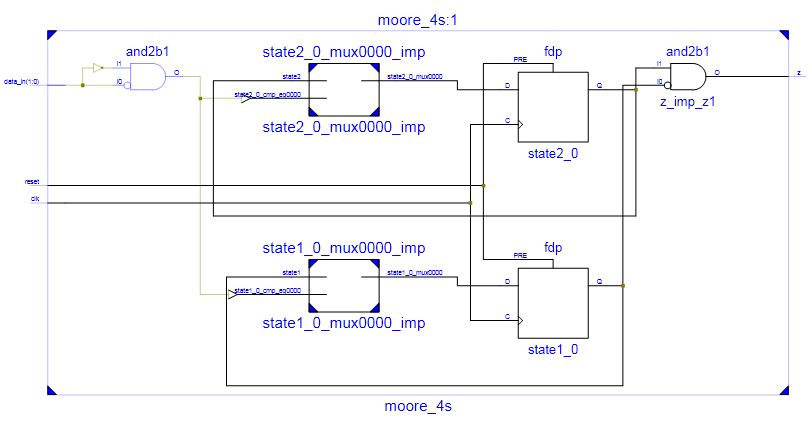 moore_4s:1
and2b1
I1
I0
O
data_in(1:0)
state2_0_mux0000_imp
state2
state2_0_cmp_eq0000
state2_0_mux0000
state2_0_mux0000_imp
fdp
PRE
D
Q
C
state2_0
and2b1
I1
I0
O
z
z_imp_z1
reset
clk
state1_0_mux0000_imp
state1
state1_0_cmp_eq0000
state1_0_mux0000
state1_0_mux0000_imp
fdp
PRE
D
Q
C
state1_0
moore_4s